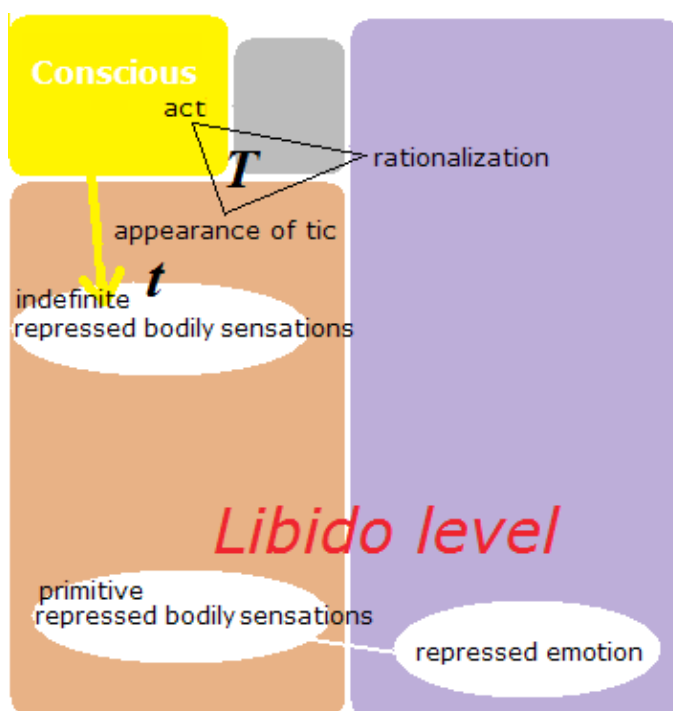 Conscious
act
T
rationalization
appearance of tic
t
indefinite
repressed bodily sensations
Libido level
primitive
repressed bodily sensations
repressed emotion